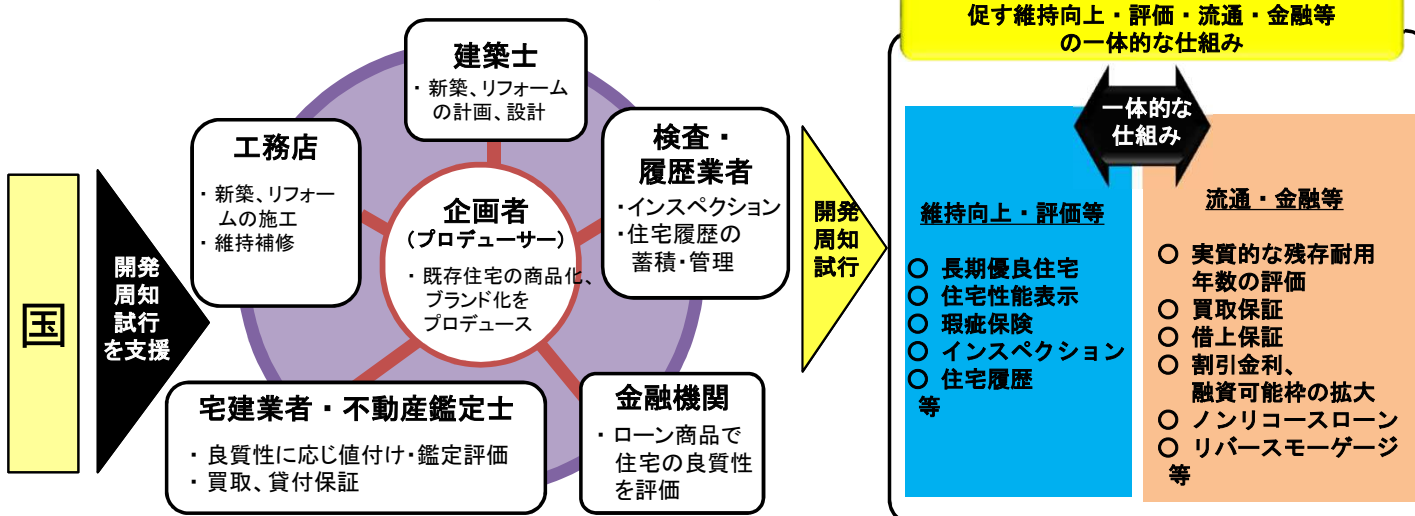 国
開発
周知
試行
を支援
建築士
・ 新築、リフォーム
の計画、設計
工務店
・ 新築、リフォー
ムの施工
・ 維持補修
検査・
履歴業者
・インスペクション
・住宅履歴の
蓄積・管理
企画者
（プロデューサー）
・ 既存住宅の商品化、
ブランド化を
プロデュース
宅建業者・不動産鑑定士
・ 良質性に応じ値付け・鑑定評価
・ 買取、貸付保証
金融機関
・ ローン商品で
住宅の良質性
を評価
開発
周知
試行
促す維持向上・評価・流通・金融等
の一体的な仕組み
一体的な
仕組み
維持向上・評価等
〇 長期優良住宅
〇 住宅性能表示
〇 瑕疵保険
〇 インスペクション
〇 住宅履歴
等
流通・金融等
〇 実質的な残存耐用
年数の評価
〇 買取保証
〇 借上保証
〇 割引金利、
融資可能枠の拡大
〇 ノンリコースローン
〇 リバースモーゲージ
等